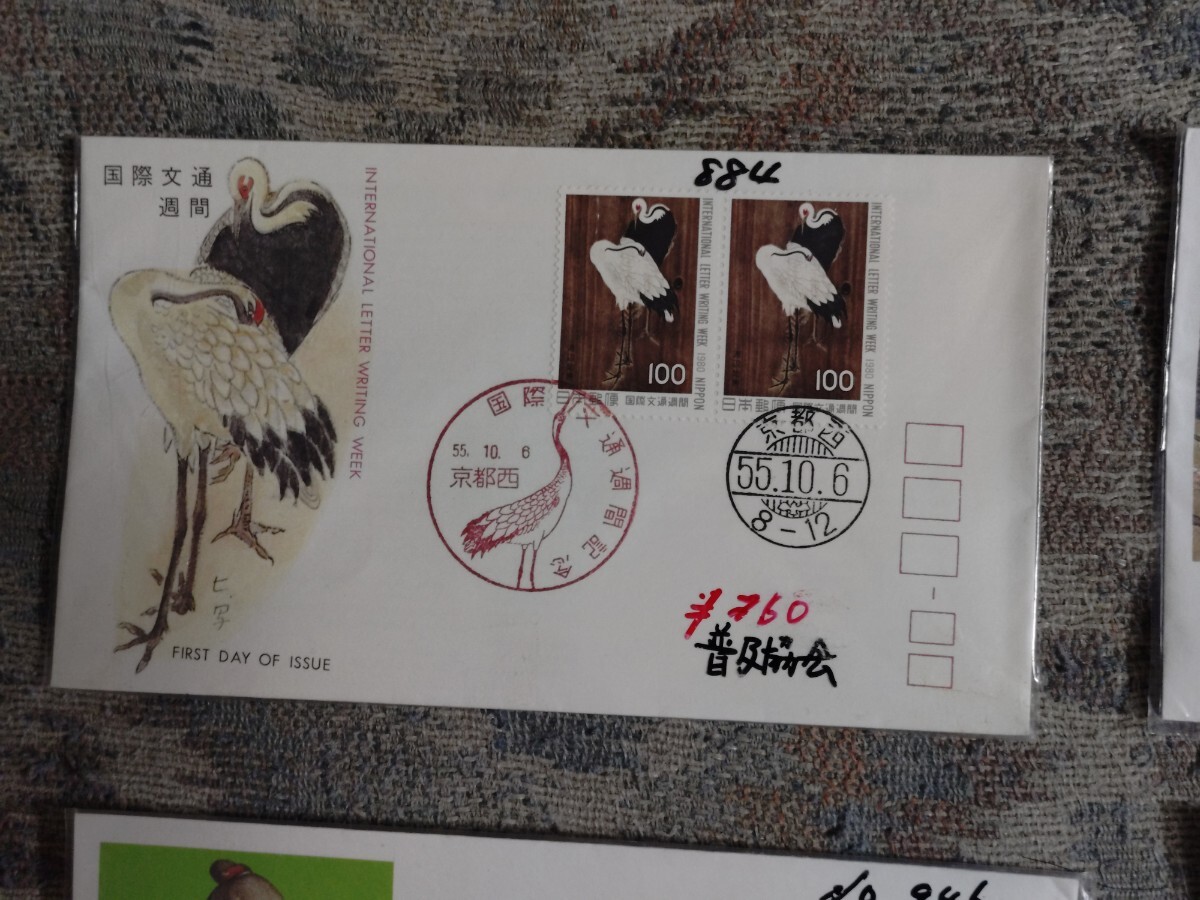 国際文通
週間
INTERNATIONAL LETTER WRITING WEEK
FIRST DAY OF ISSUE
INTERNATIONAL LETTER WRITING WEEK 1980 NIPPON
100
日本郵便 国際文通週間
INTERNATIONAL LETTER WRITING WEEK 1980 NIPPON
100
日本郵便 国際文通週間
国際文通週間記念
55. 10. 6
京都西
京都西
55.10.6
8-12
普及協会